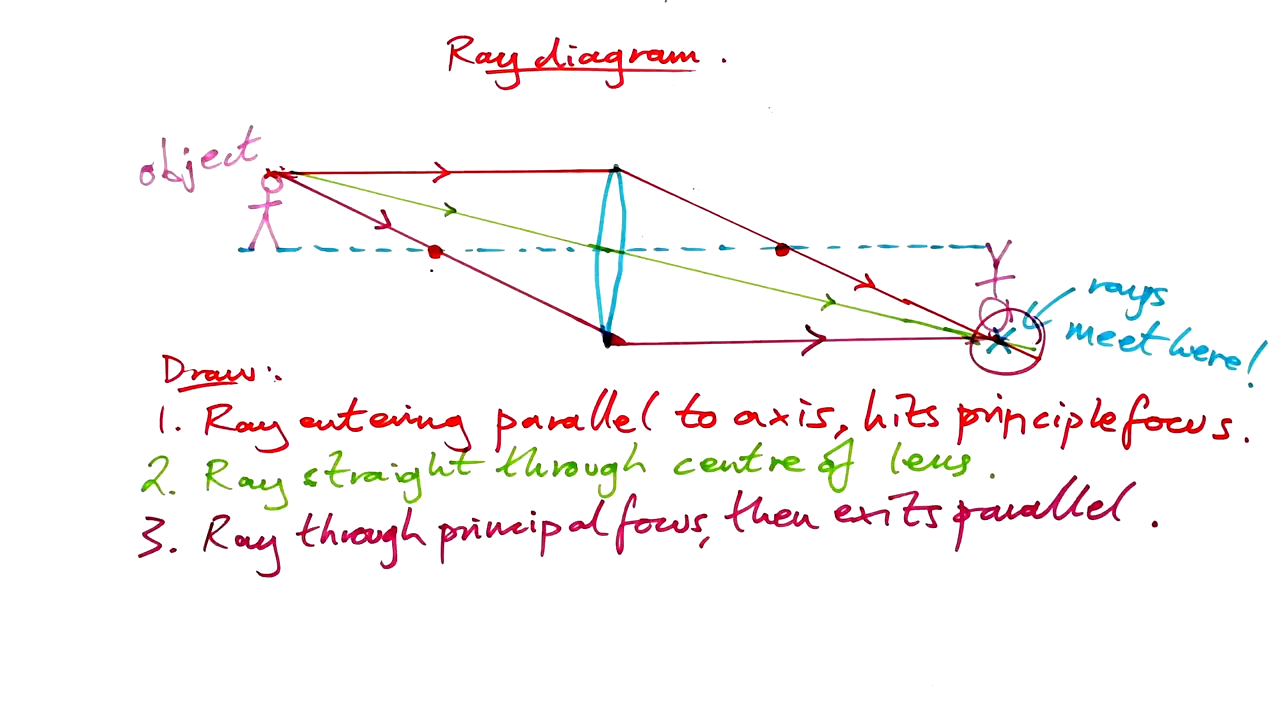 Ray diagram.
object
rays
meet here!
Draw:
1. Ray entering parallel to axis, hits principle focus.
2. Ray straight through centre of lens.
3. Ray through principal focus, then exits parallel.